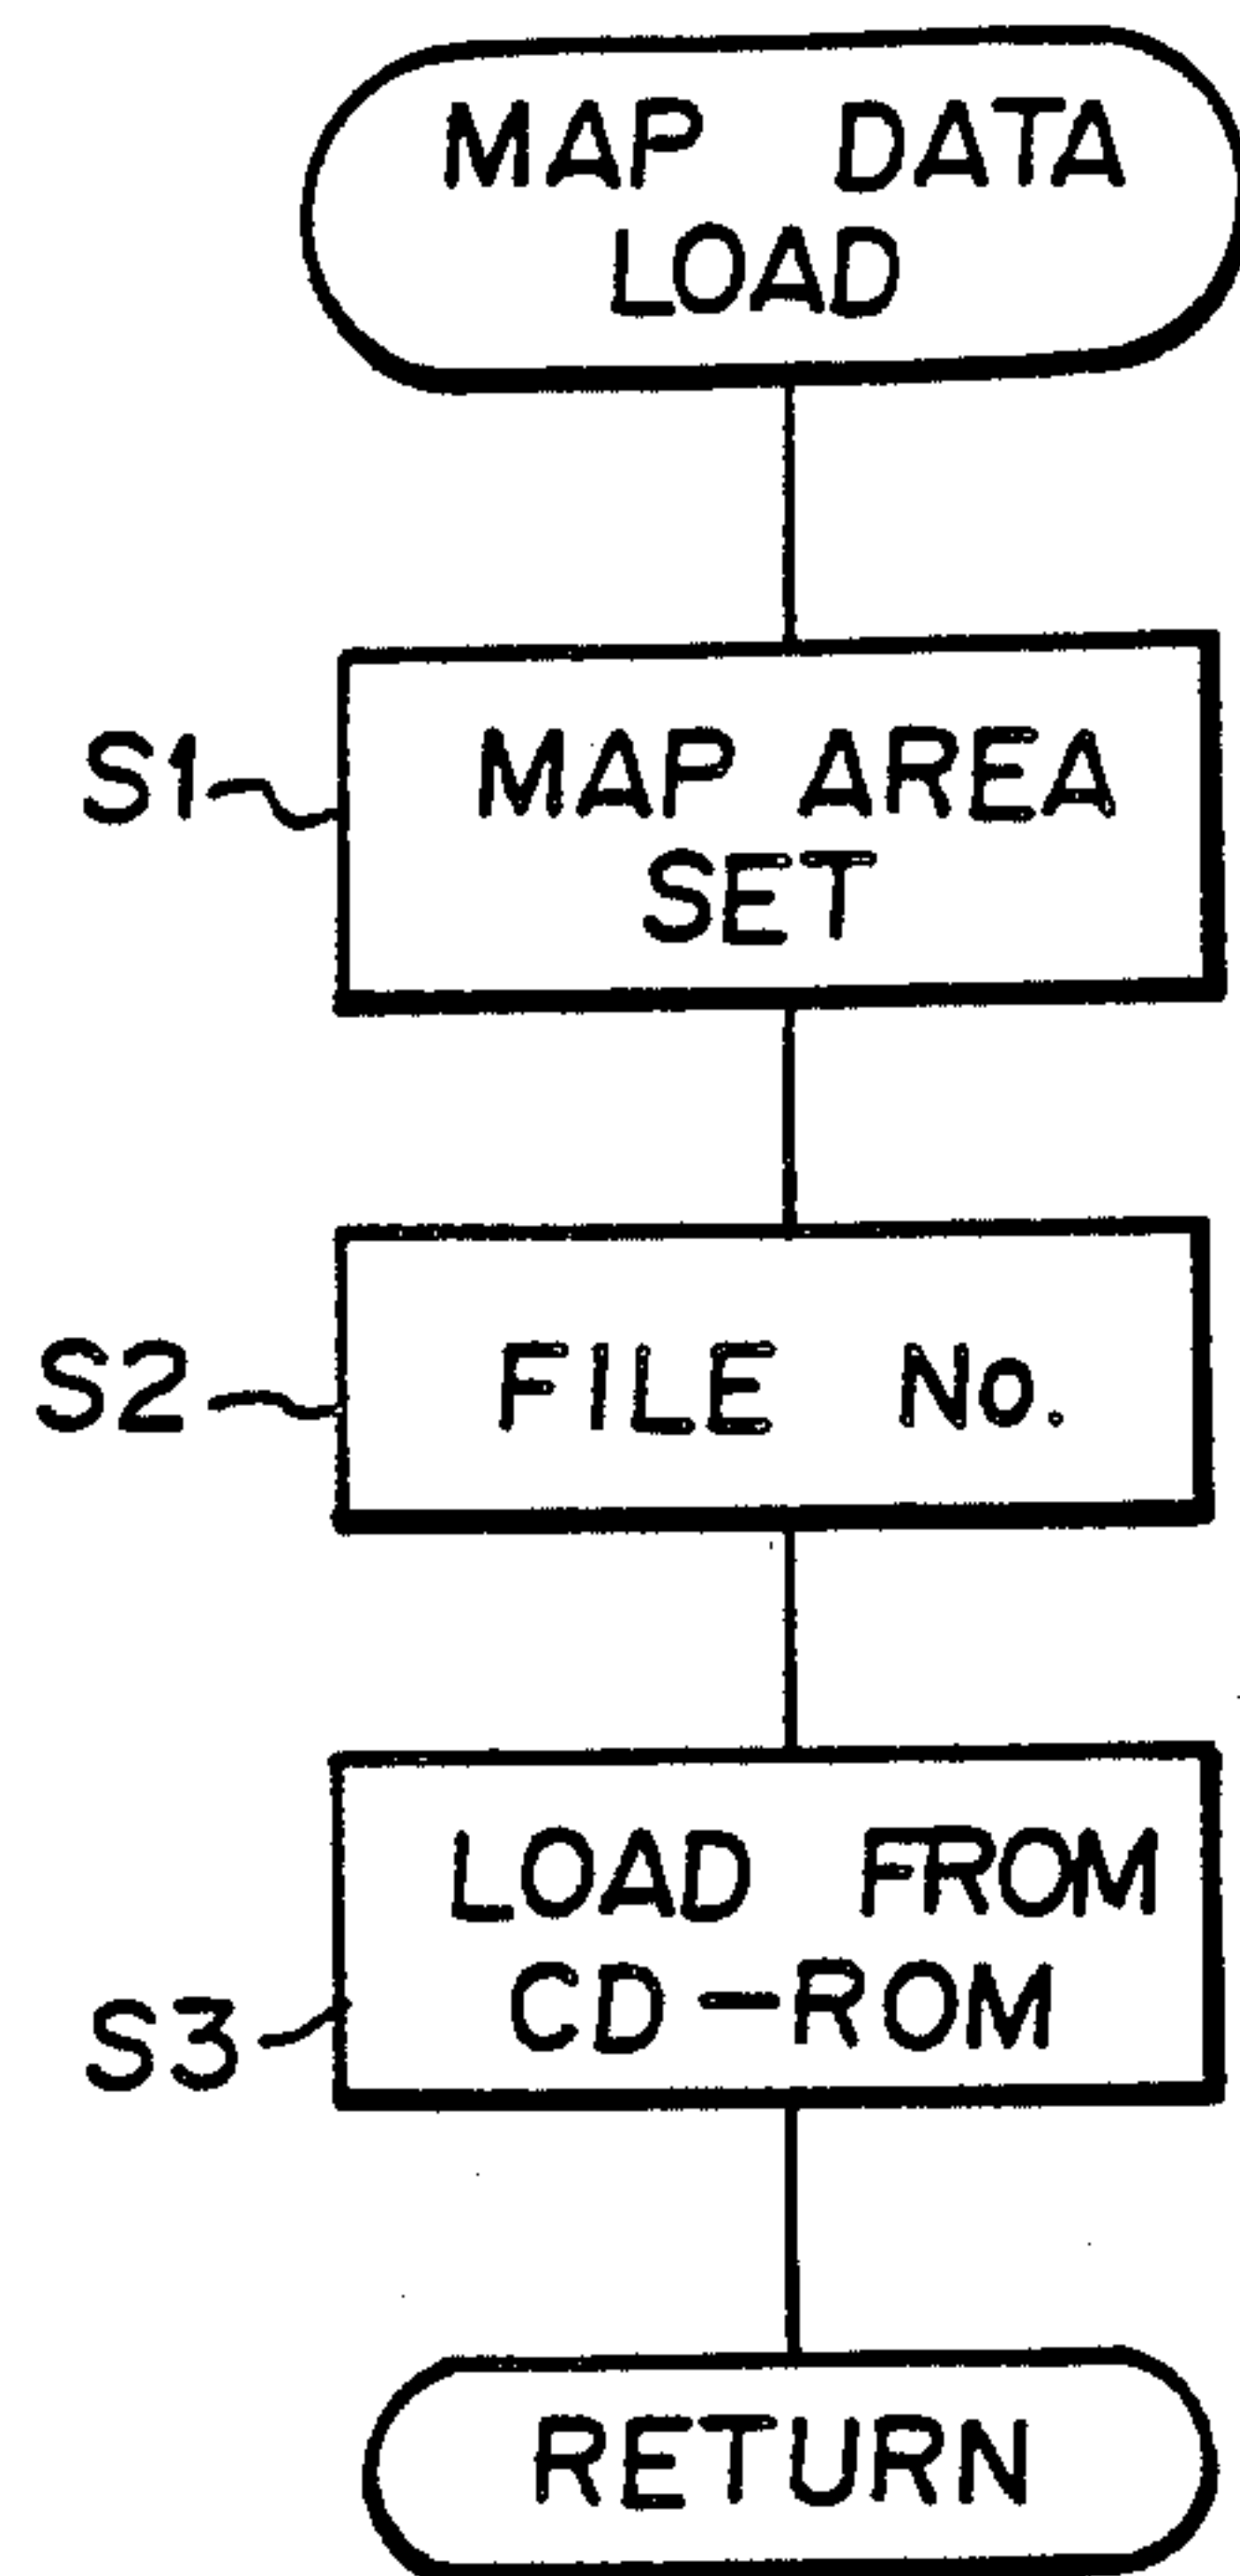 MAP DATA
LOAD
S1
MAP AREA
SET
S2
FILE No.
LOAD FROM
CD-ROM
S3
RETURN